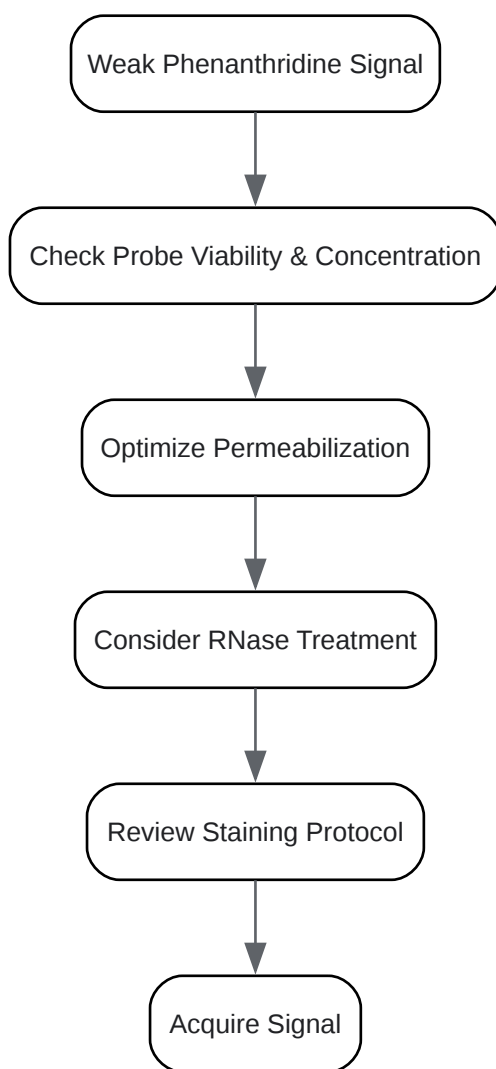 Weak Phenanthridine Signal
Check Probe Viability & Concentration
Optimize Permeabilization
Consider RNase Treatment
Review Staining Protocol
Acquire Signal